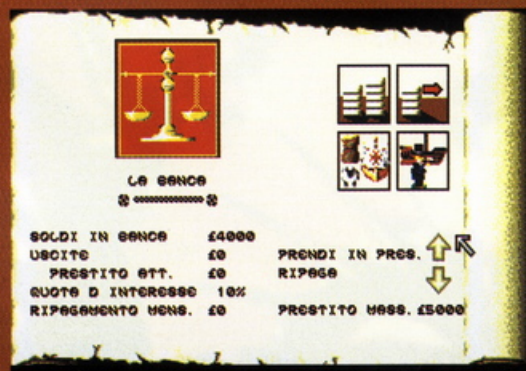 LA BANCA
SOLDI IN BANCA £4000
USCITE £0
PRESTITO ATT. £0
QUOTA D INTERESSE 10%
RIPAGAMENTO MENS. £0
PRENDI IN PRES.
RIPAGA
PRESTITO MASS. £5000